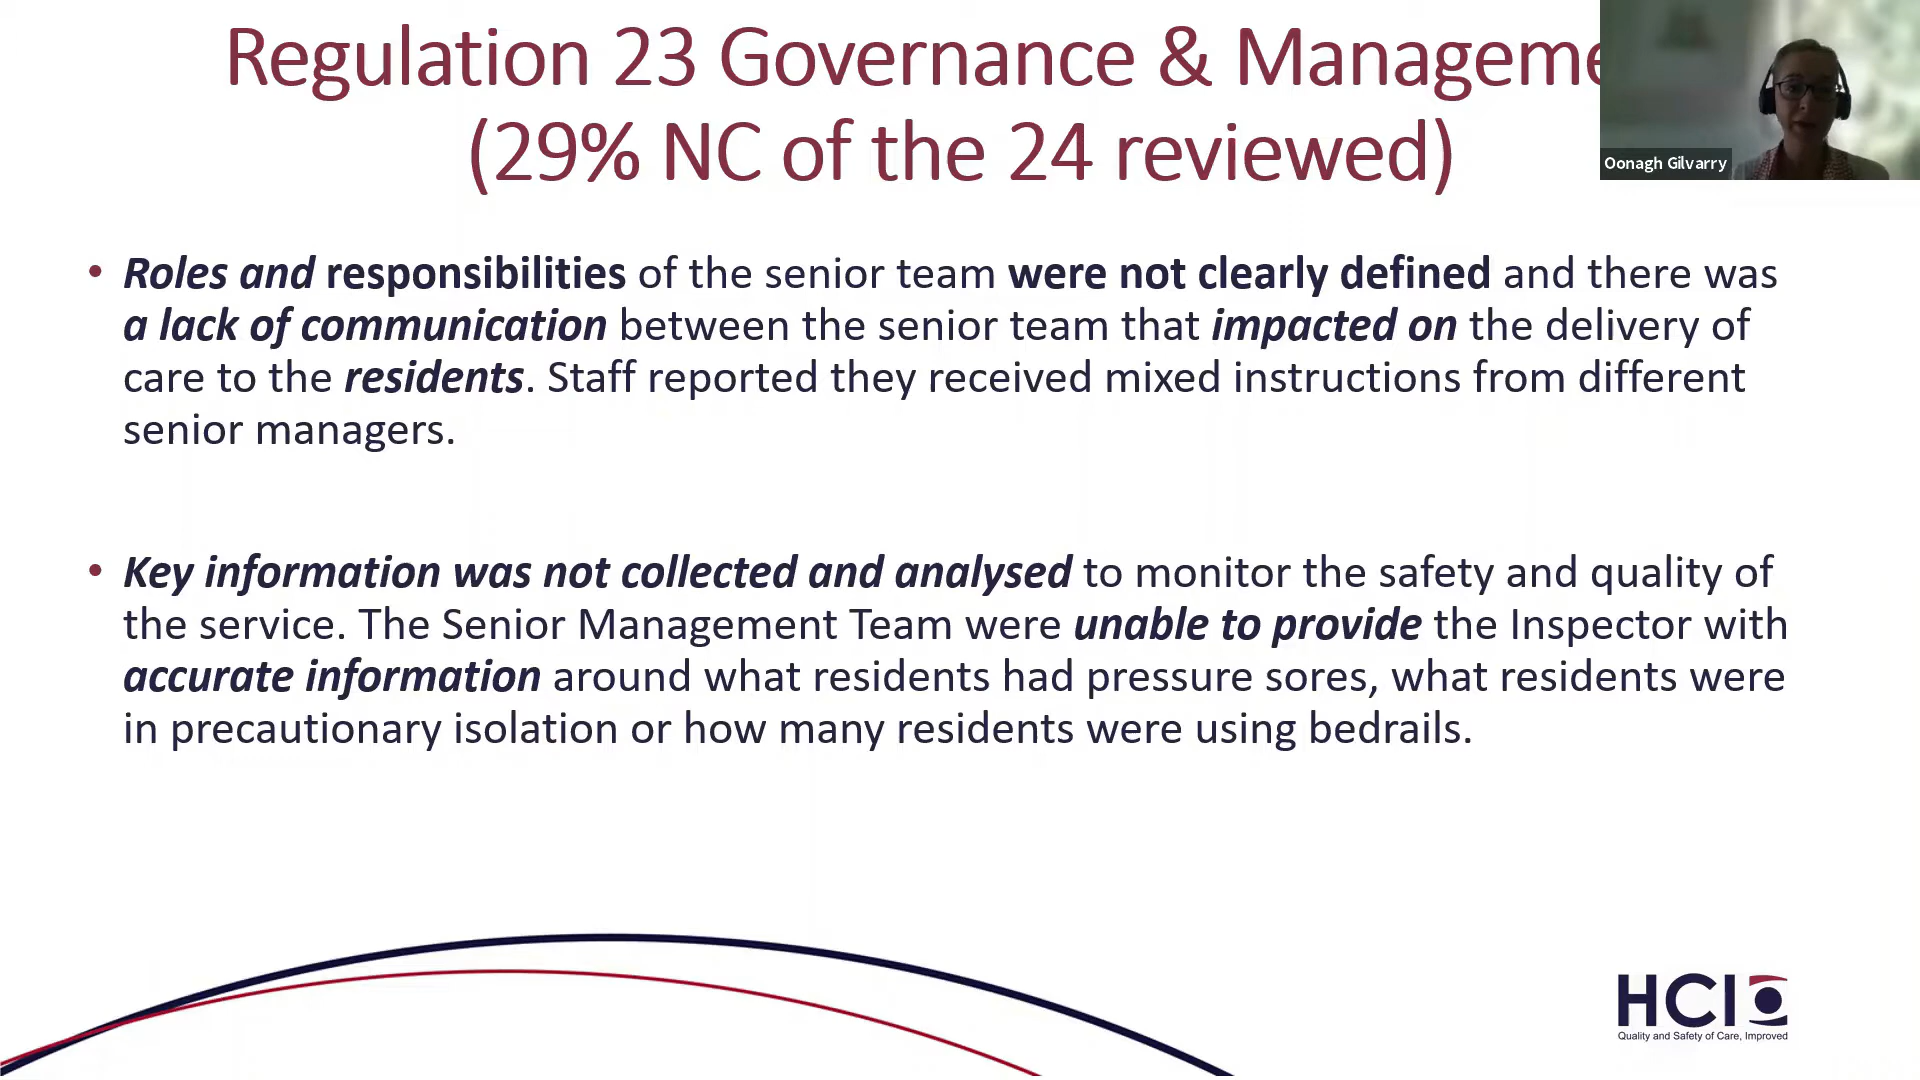 Regulation 23 Governance & Manageme
(29% NC of the 24 reviewed)
Oonagh Gilvarry
• Roles and responsibilities of the senior team were not clearly defined and there was
a lack of communication between the senior team that impacted on the delivery of
care to the residents. Staff reported they received mixed instructions from different
senior managers.
• Key information was not collected and analysed to monitor the safety and quality of
the service. The Senior Management Team were unable to provide the Inspector with
accurate information around what residents had pressure sores, what residents were
in precautionary isolation or how many residents were using bedrails.
HCI
Quality and Safety of Care, Improved